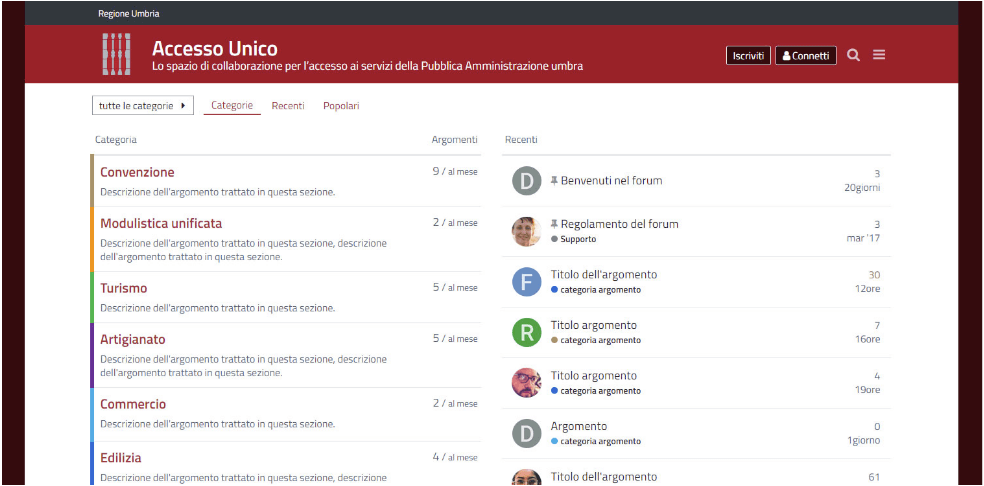 Regione Umbria
Accesso Unico
Lo spazio di collaborazione per l'accesso ai servizi della Pubblica Amministrazione umbra
Iscriviti
Connetti
tutte le categorie
Categorie
Recenti
Popolari
Categoria
Argomenti
Convenzione
9 / al mese
Descrizione dell'argomento trattato in questa sezione.
Modulistica unificata
2 / al mese
Descrizione dell'argomento trattato in questa sezione, descrizione
dell'argomento trattato in questa sezione.
Turismo
5 / al mese
Descrizione dell'argomento trattato in questa sezione.
Artigianato
5 / al mese
Descrizione dell'argomento trattato in questa sezione, descrizione
dell'argomento trattato in questa sezione.
Commercio
2 / al mese
Descrizione dell'argomento trattato in questa sezione.
Edilizia
4 / al mese
Descrizione dell'argomento trattato in questa sezione, descrizione
Recenti
D
Benvenuti nel forum
3
20giorni
Regolamento del forum
3
Supporto
mar '17
F
Titolo dell'argomento
30
categoria argomento
12ore
R
Titolo argomento
7
categoria argomento
16ore
Titolo argomento
4
categoria argomento
19ore
D
Argomento
0
categoria argomento
1giorno
Titolo dell'argomento
61